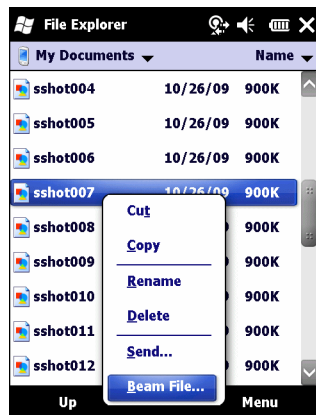 File Explorer
My Documents Name
sshot004 10/26/09 900K
sshot005 10/26/09 900K
sshot006 10/26/09 900K
sshot007 10/26/09 900K
Cut
sshot008 900K
Copy
sshot009 900K
Rename
sshot010 900K
Delete
sshot011 900K
Send...
sshot012 900K
Beam File...
Up Menu